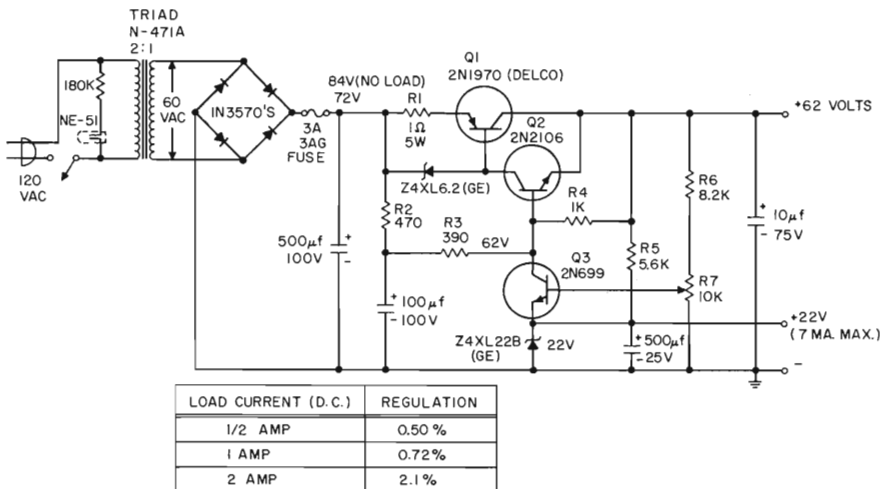 TRIAD
N-471A
2:1
180K
NE-51
120
VAC
60
VAC
IN3570'S
3A
3AG
FUSE
84V(NO LOAD)
72V
R1
1Ω
5W
Q1
2N1970 (DELCO)
Q2
2N2106
Z4XL6.2(GE)
R2
470
R3
390
62V
R4
1K
Q3
2N699
R5
5.6K
R6
8.2K
R7
10K
+
10μf
- 75V
+62 VOLTS
500μf
100V
+
-
+ 100μf
- 100V
Z4XL22B
(GE)
22V
+ 500μf
- 25V
+22V
(7 MA. MAX.)
-
LOAD CURRENT (D.C.) REGULATION
1/2 AMP 0.50 %
1 AMP 0.72%
2 AMP 2.1%